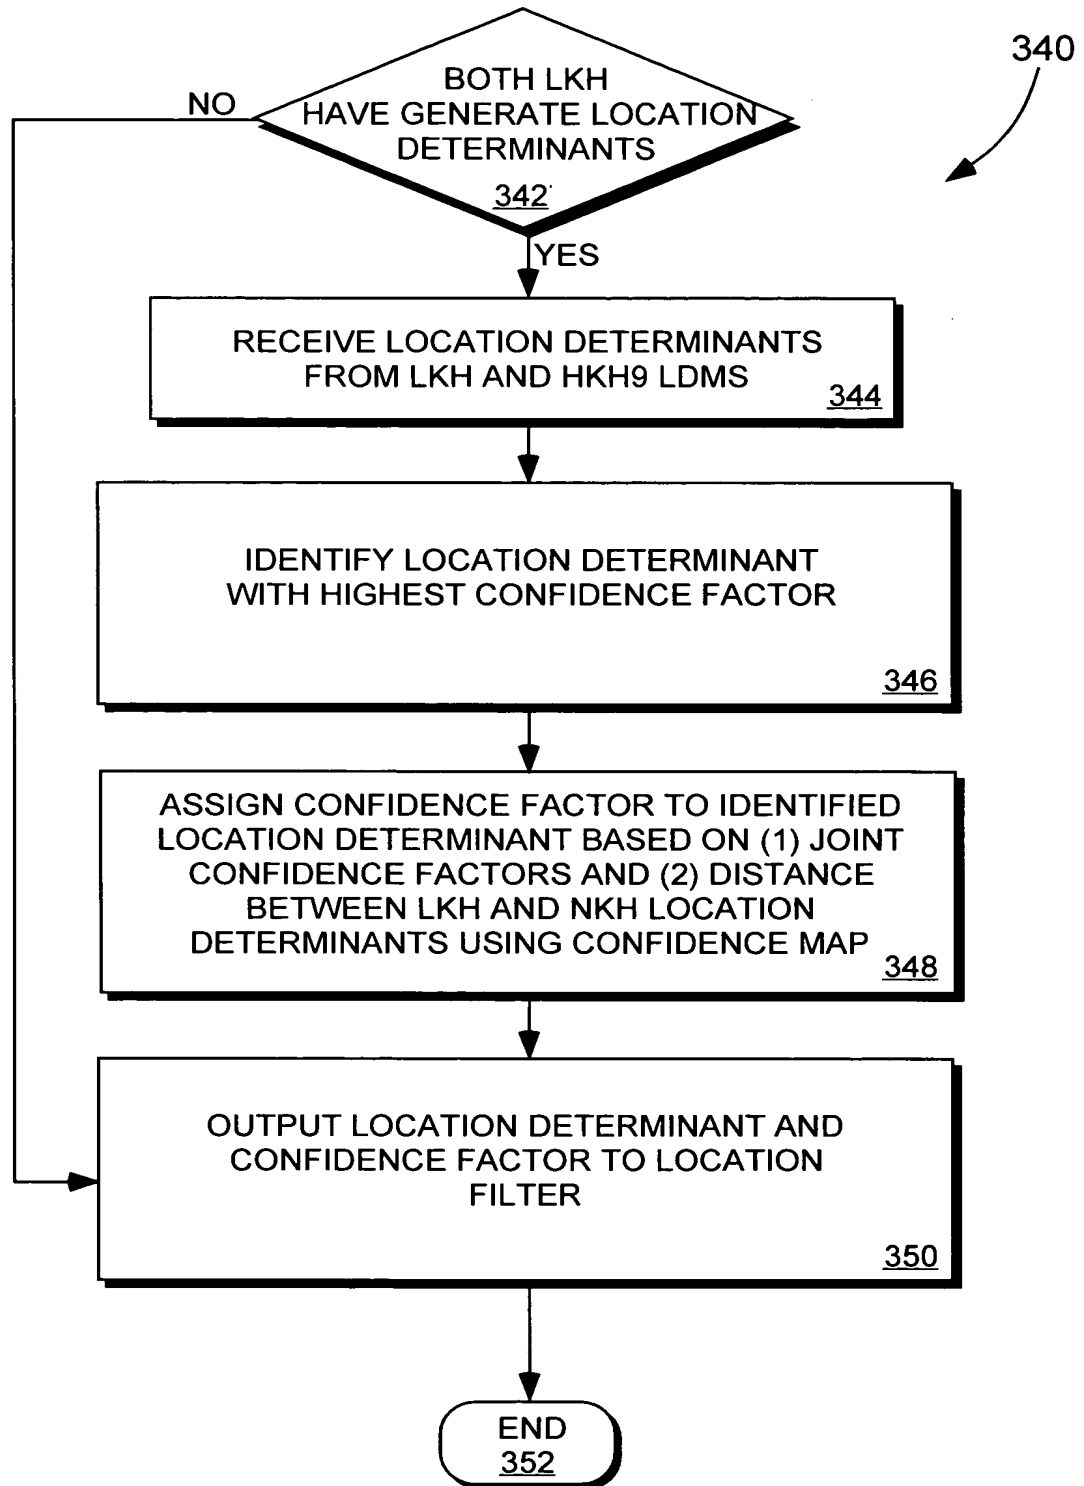 340
BOTH LKH
HAVE GENERATE LOCATION
DETERMINANTS
342
NO
YES
RECEIVE LOCATION DETERMINANTS
FROM LKH AND HKH9 LDMS
344
IDENTIFY LOCATION DETERMINANT
WITH HIGHEST CONFIDENCE FACTOR
346
ASSIGN CONFIDENCE FACTOR TO IDENTIFIED
LOCATION DETERMINANT BASED ON (1) JOINT
CONFIDENCE FACTORS AND (2) DISTANCE
BETWEEN LKH AND NKH LOCATION
DETERMINANTS USING CONFIDENCE MAP
348
OUTPUT LOCATION DETERMINANT AND
CONFIDENCE FACTOR TO LOCATION
FILTER
350
END
352